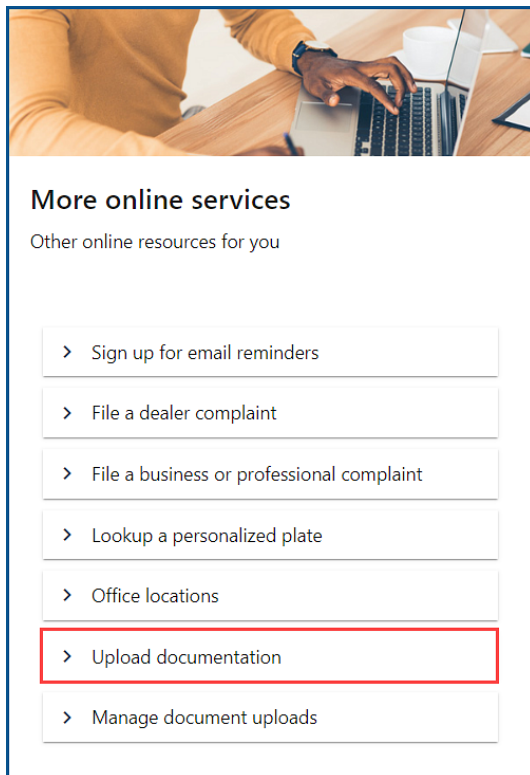 More online services
Other online resources for you
Sign up for email reminders
File a dealer complaint
File a business or professional complaint
Lookup a personalized plate
Office locations
Upload documentation
Manage document uploads